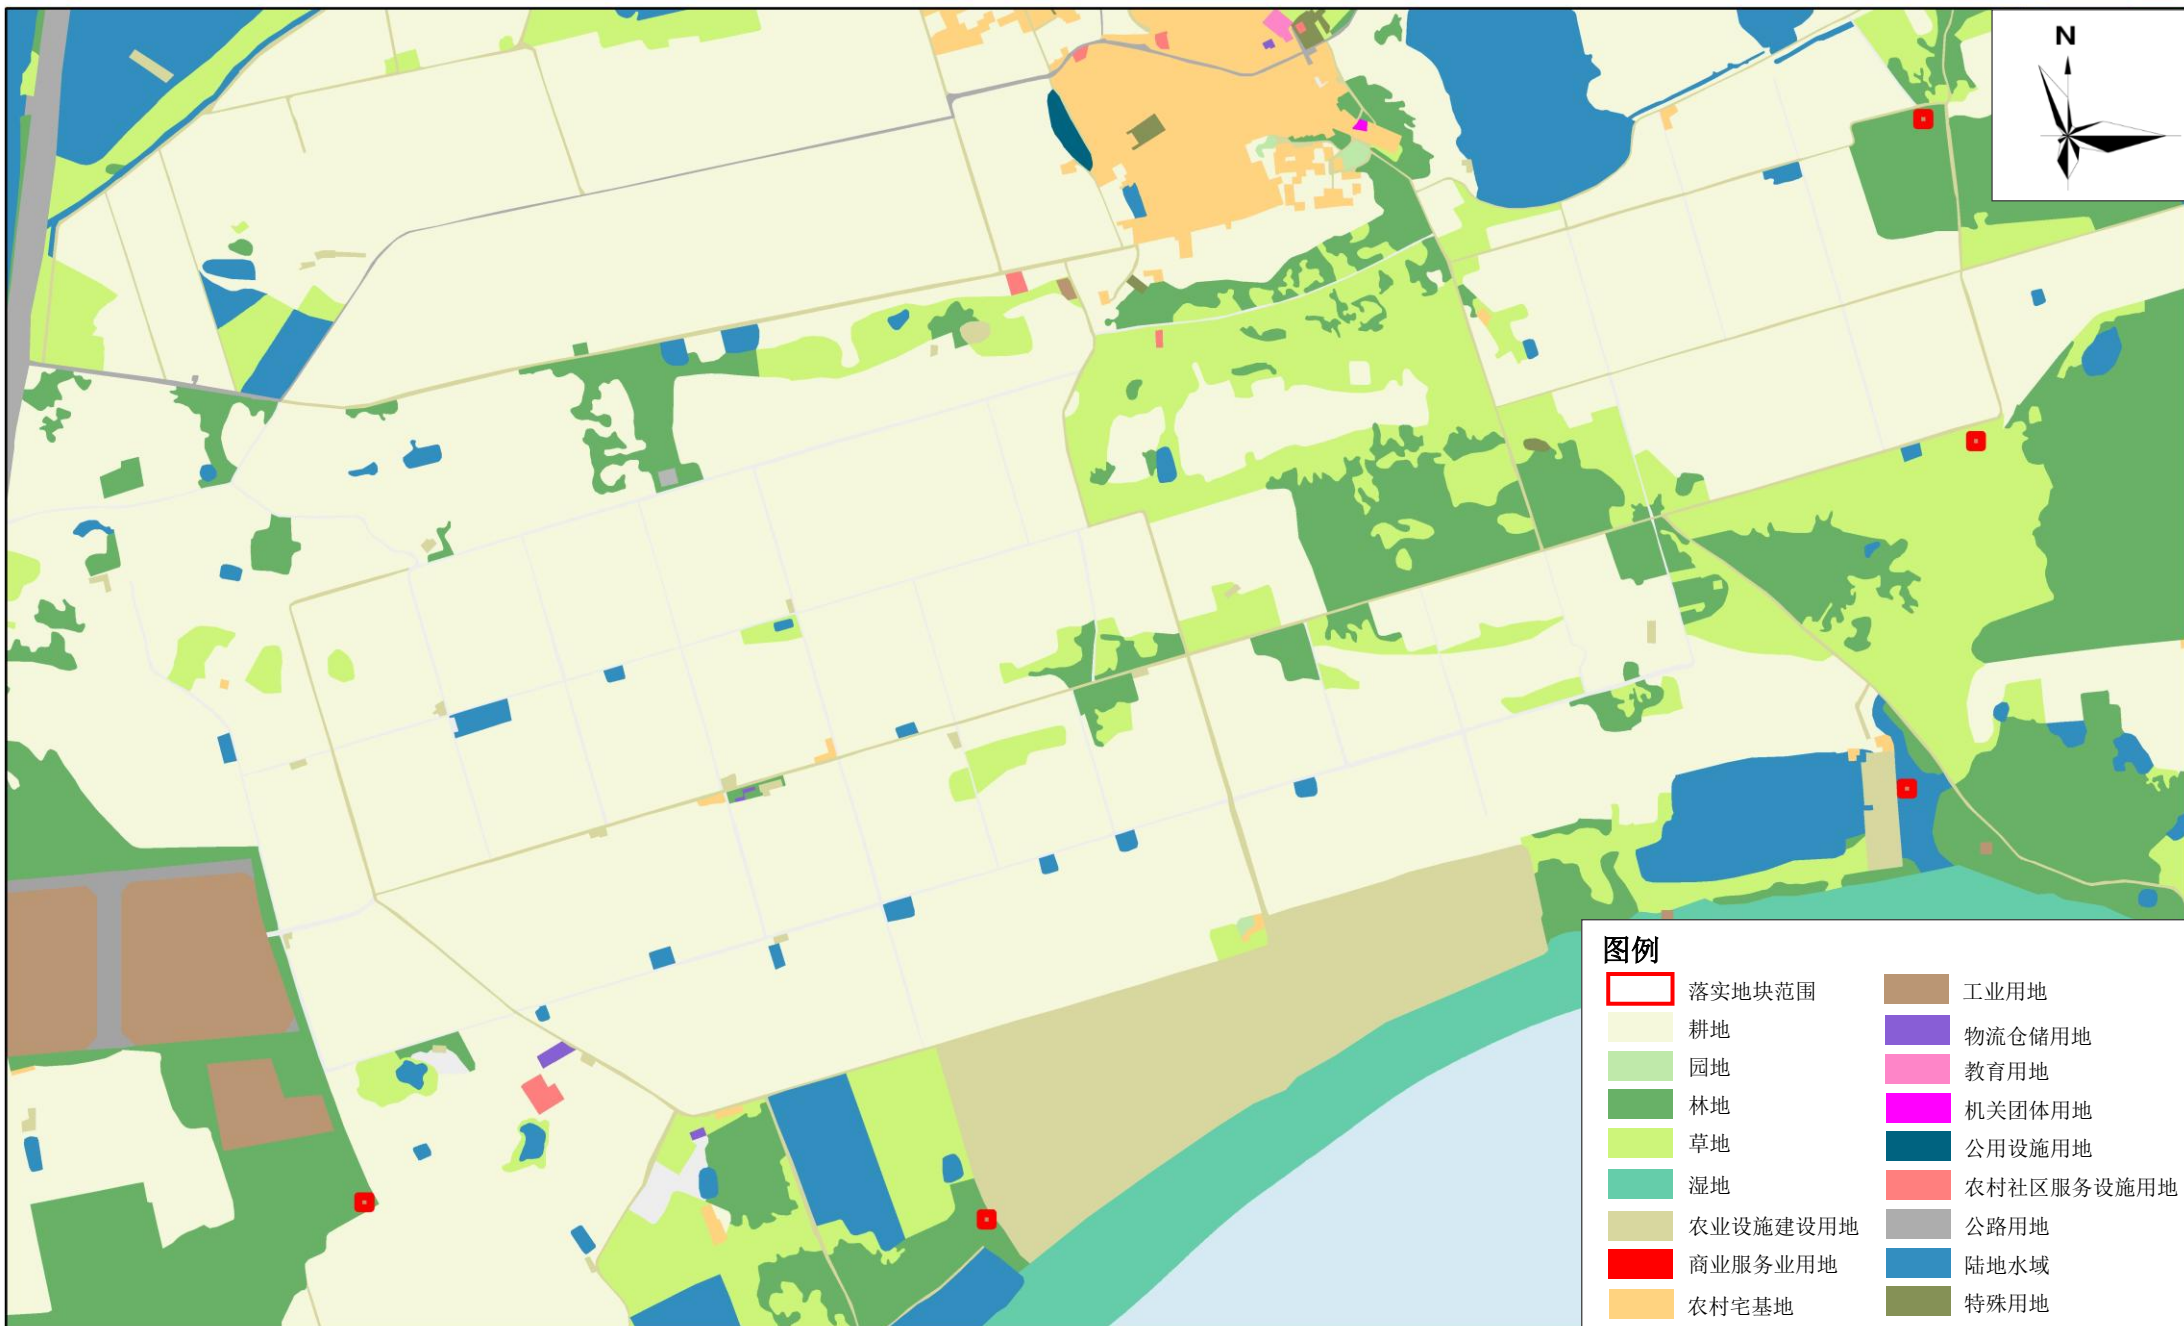 N
图例
落实地块范围
耕地
园地
林地
草地
湿地
农业设施建设用地
商业服务业用地
农村宅基地
工业用地
物流仓储用地
教育用地
机关团体用地
公用设施用地
农村社区服务设施用地
公路用地
陆地水域
特殊用地